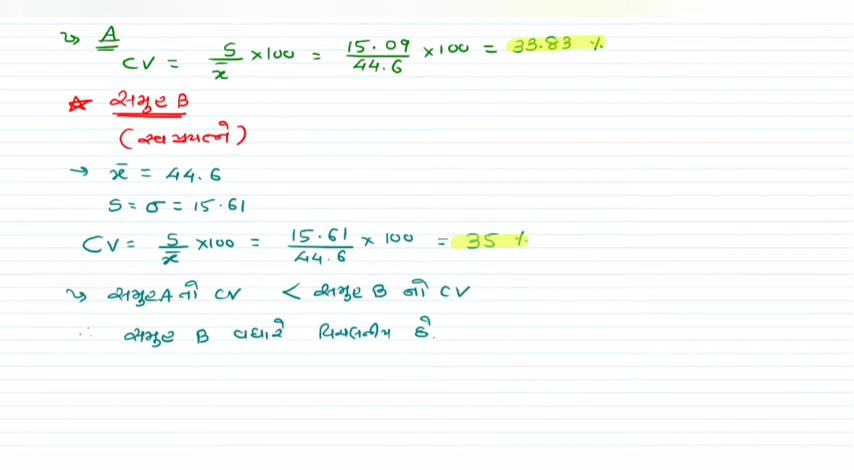 → A
CV = S/x̄ ×100 = 15.09/44.6 ×100 = 33.83 %
☆ સમુહ B
(સ્વ પ્રયત્ને)
→ x̄ = 44.6
S = σ = 15.61
CV = S/x̄ ×100 = 15.61/44.6 × 100 = 35 %
→ સમુહ A નો CV < સમુહ B નો CV
∴ સમુહ B વધારે વિચલનીય છે.